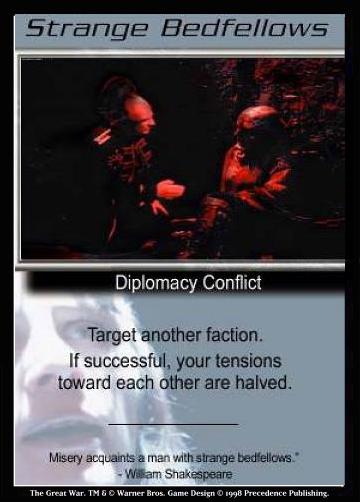 Strange Bedfellows
Diplomacy Conflict
Target another faction.
If successful, your tensions
toward each other are halved.
Misery acquaints a man with strange bedfellows."
- William Shakespeare
The Great War. TM & © Warner Bros. Game Design © 1998 Precedence Publishing.